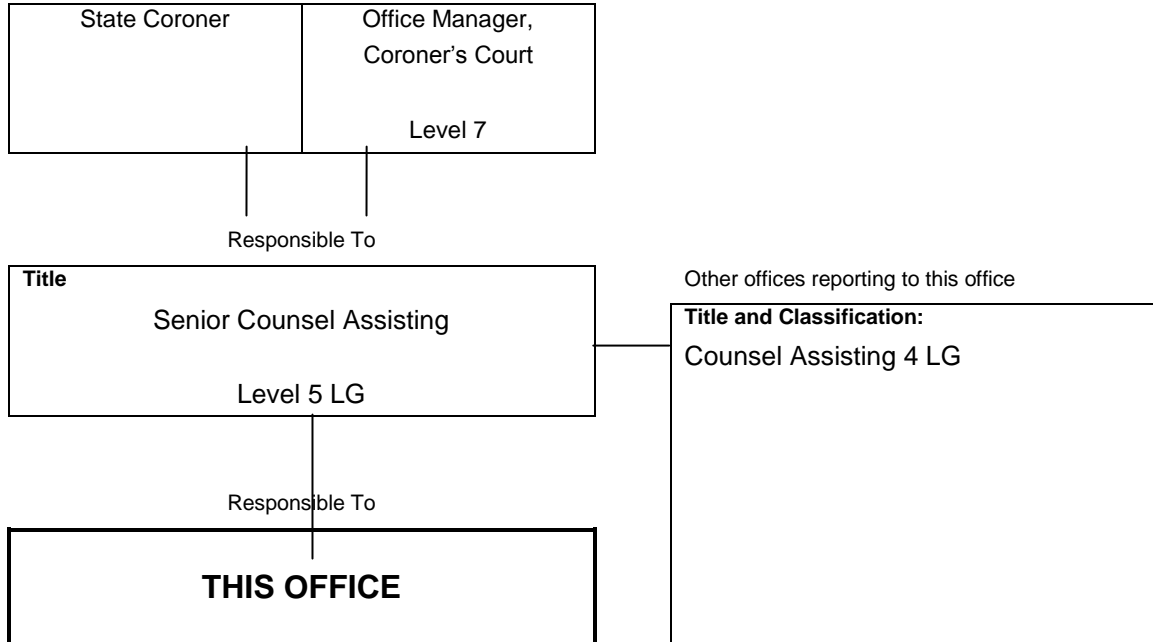 State Coroner
Office Manager,
Coroner's Court
Level 7
Responsible To
Title
Senior Counsel Assisting
Level 5 LG
Other offices reporting to this office
Title and Classification:
Counsel Assisting 4 LG
Responsible To
THIS OFFICE